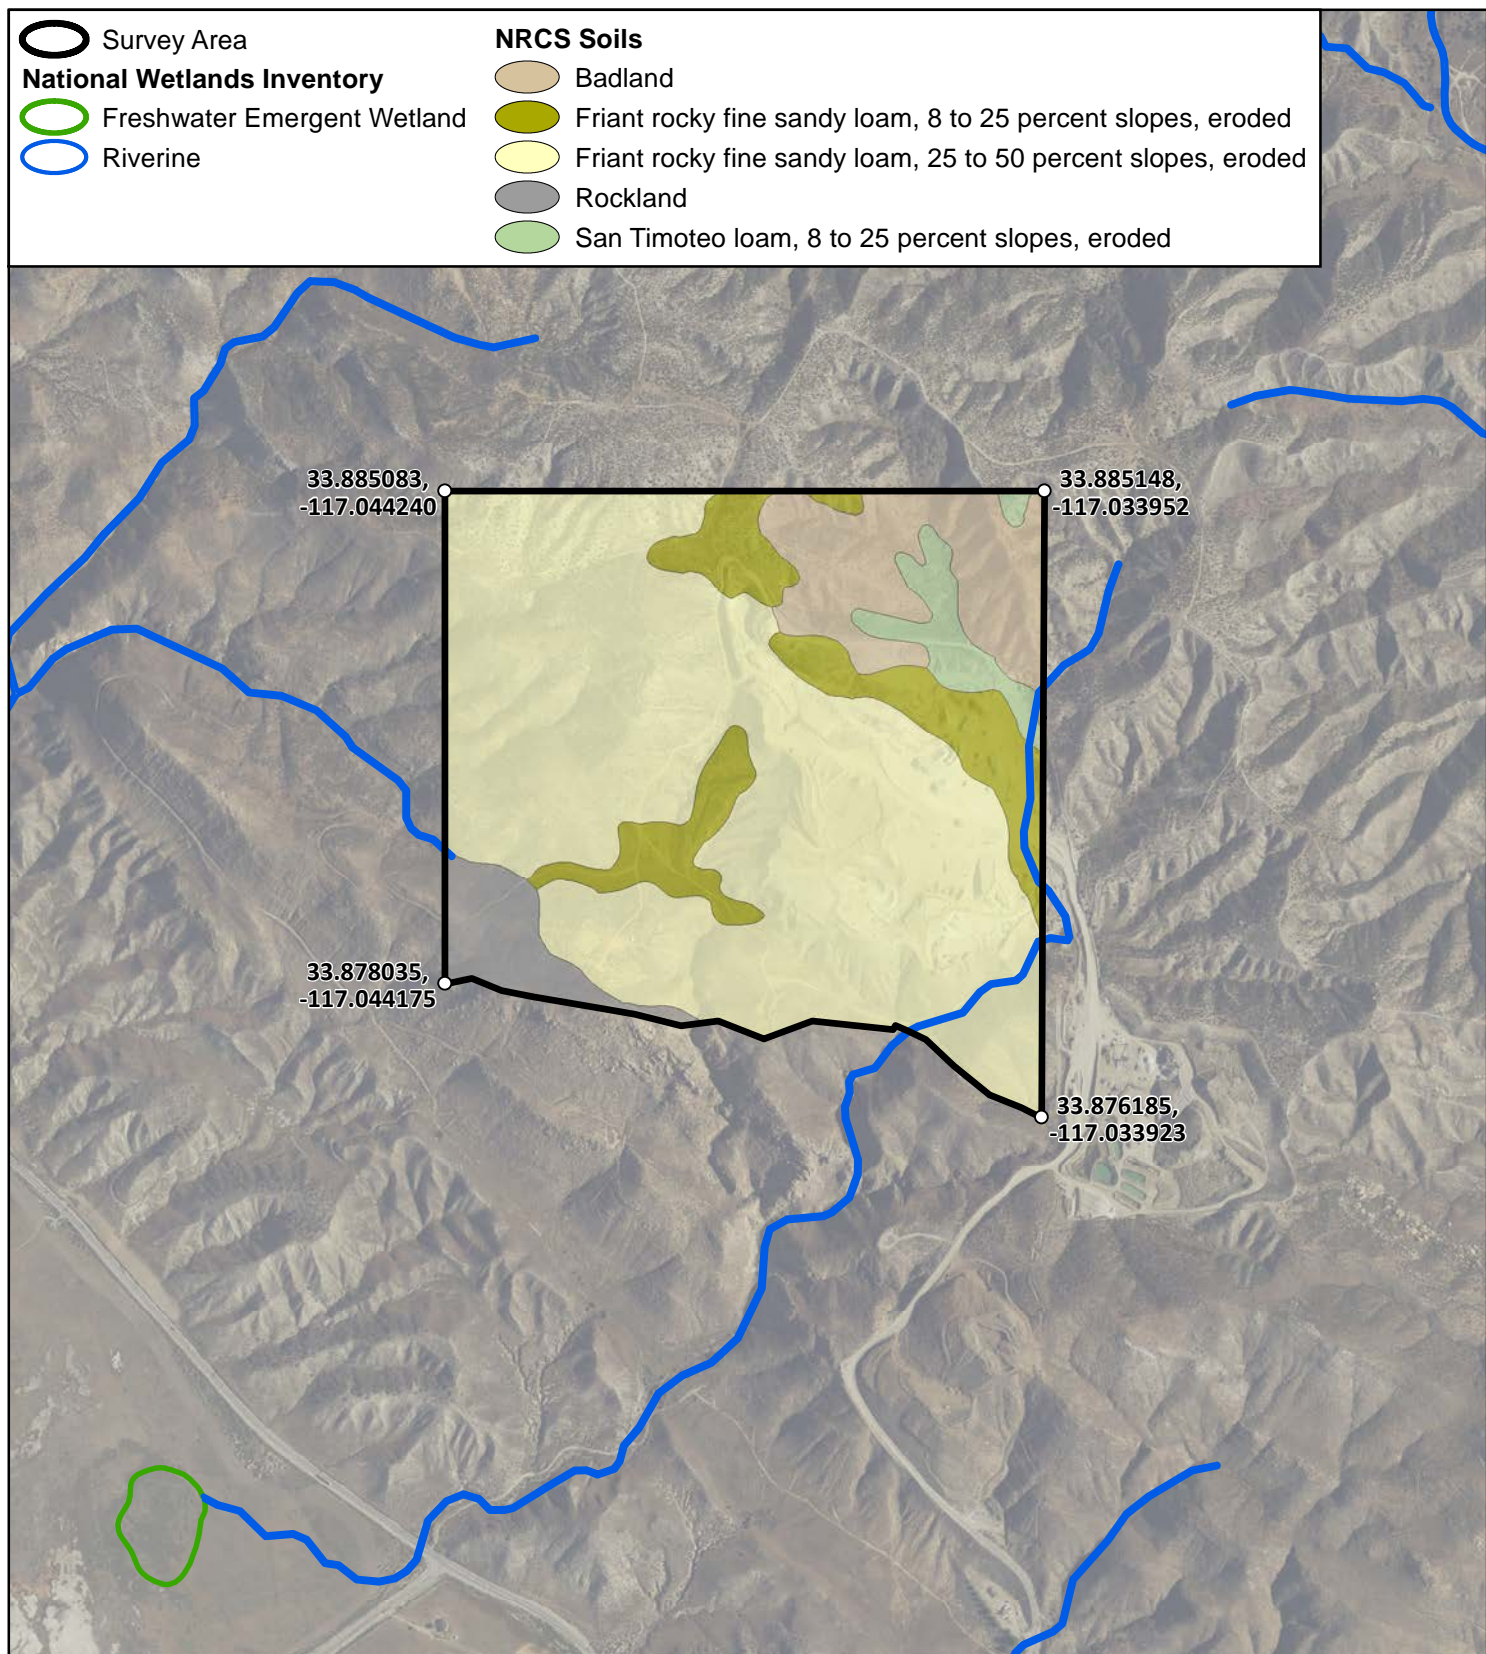 Survey Area
National Wetlands Inventory
Freshwater Emergent Wetland
Riverine
NRCS Soils
Badland
Friant rocky fine sandy loam, 8 to 25 percent slopes, eroded
Friant rocky fine sandy loam, 25 to 50 percent slopes, eroded
Rockland
San Timoteo loam, 8 to 25 percent slopes, eroded
33.885083,
-117.044240
33.885148,
-117.033952
33.878035,
-117.044175
33.876185,
-117.033923